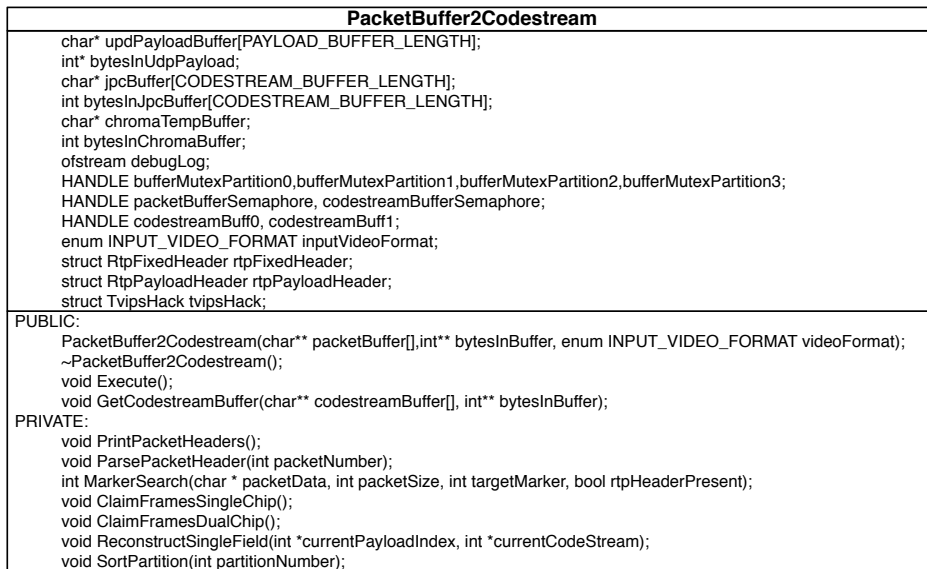 PacketBuffer2Codestream
char* updPayloadBuffer[PAYLOAD_BUFFER_LENGTH];
int* bytesInUdpPayload;
char* jpcBuffer[CODESTREAM_BUFFER_LENGTH];
int bytesInJpcBuffer[CODESTREAM_BUFFER_LENGTH];
char* chromaTempBuffer;
int bytesInChromaBuffer;
ofstream debugLog;
HANDLE bufferMutexPartition0,bufferMutexPartition1,bufferMutexPartition2,bufferMutexPartition3;
HANDLE packetBufferSemaphore, codestreamBufferSemaphore;
HANDLE codestreamBuff0, codestreamBuff1;
enum INPUT_VIDEO_FORMAT inputVideoFormat;
struct RtpFixedHeader rtpFixedHeader;
struct RtpPayloadHeader rtpPayloadHeader;
struct TvipsHack tvipsHack;
PUBLIC:
PacketBuffer2Codestream(char** packetBuffer[],int** bytesInBuffer, enum INPUT_VIDEO_FORMAT videoFormat);
~PacketBuffer2Codestream();
void Execute();
void GetCodestreamBuffer(char** codestreamBuffer[], int** bytesInBuffer);
PRIVATE:
void PrintPacketHeaders();
void ParsePacketHeader(int packetNumber);
int MarkerSearch(char * packetData, int packetSize, int targetMarker, bool rtpHeaderPresent);
void ClaimFramesSingleChip();
void ClaimFramesDualChip();
void ReconstructSingleField(int *currentPayloadIndex, int *currentCodeStream);
void SortPartition(int partitionNumber);